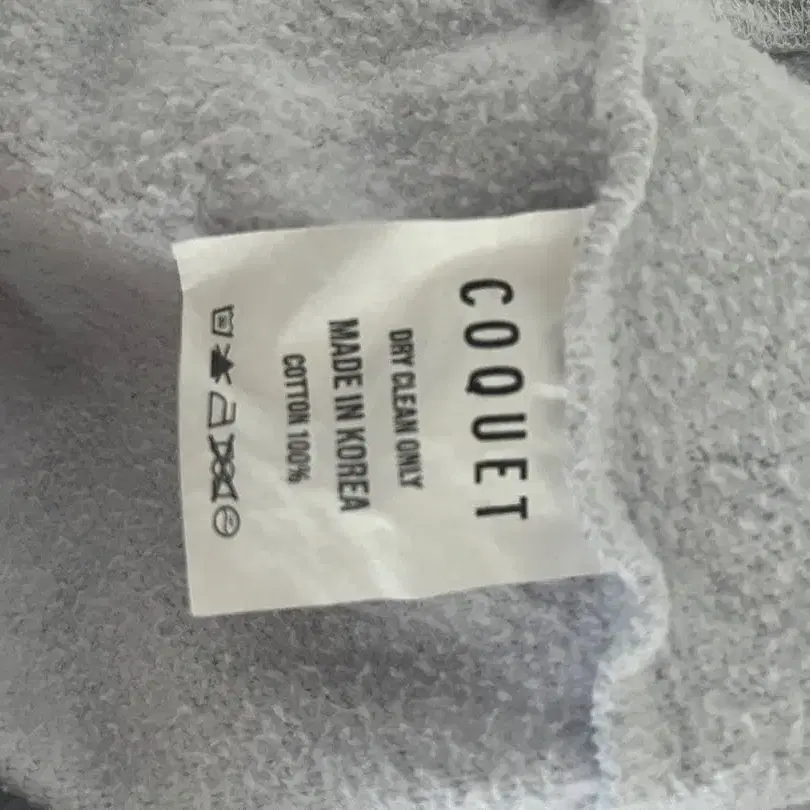 COQUET
DRY CLEAN ONLY
MADE IN KOREA
COTTON 100%